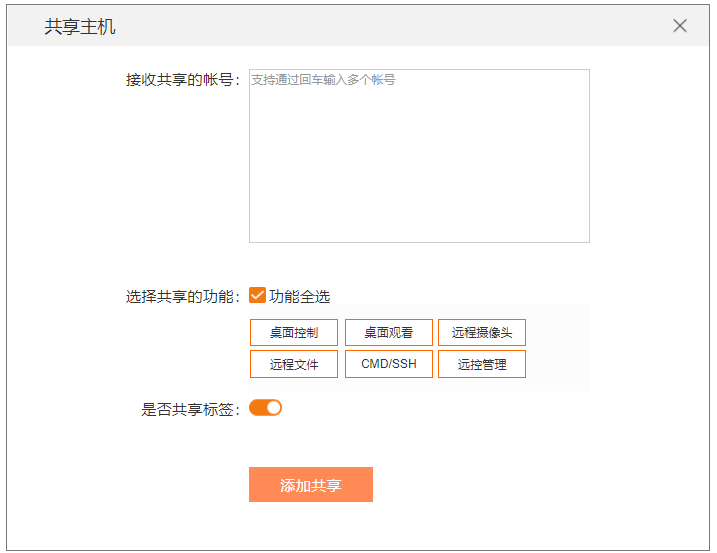 共享主机
接收共享的帐号：
支持通过回车输入多个帐号
选择共享的功能：功能全选
桌面控制 桌面观看 远程摄像头
远程文件 CMD/SSH 远控管理
是否共享标签：
添加共享